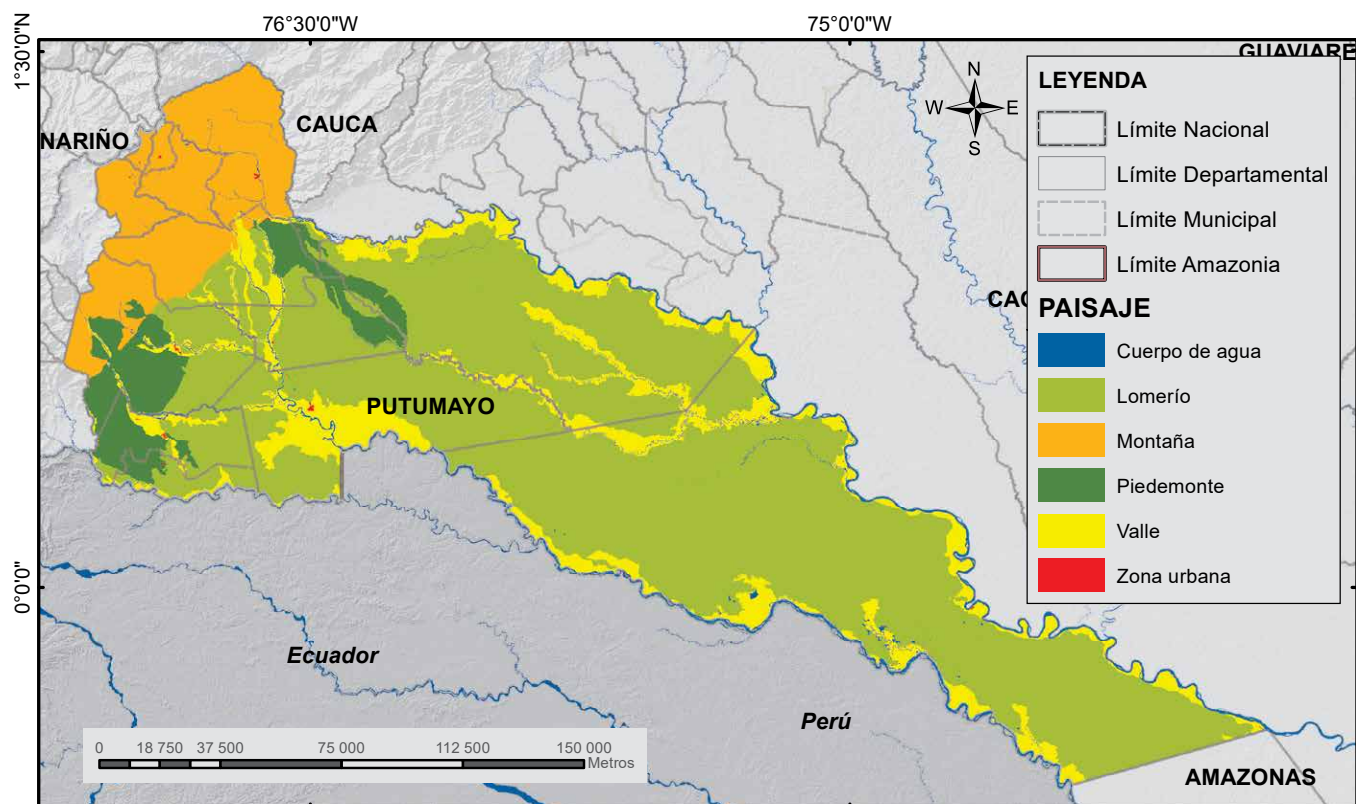 76°30'0"W
75°0'0"W
1°30'0"N
0°0'0"
GUAVIARE
NARIÑO
CAUCA
PUTUMAYO
CAQ
Ecuador
Perú
AMAZONAS
N
W
E
S
LEYENDA
Límite Nacional
Límite Departamental
Límite Municipal
Límite Amazonia
PAISAJE
Cuerpo de agua
Lomerío
Montaña
Piedemonte
Valle
Zona urbana
0 18 750 37 500 75 000 112 500 150 000
Metros